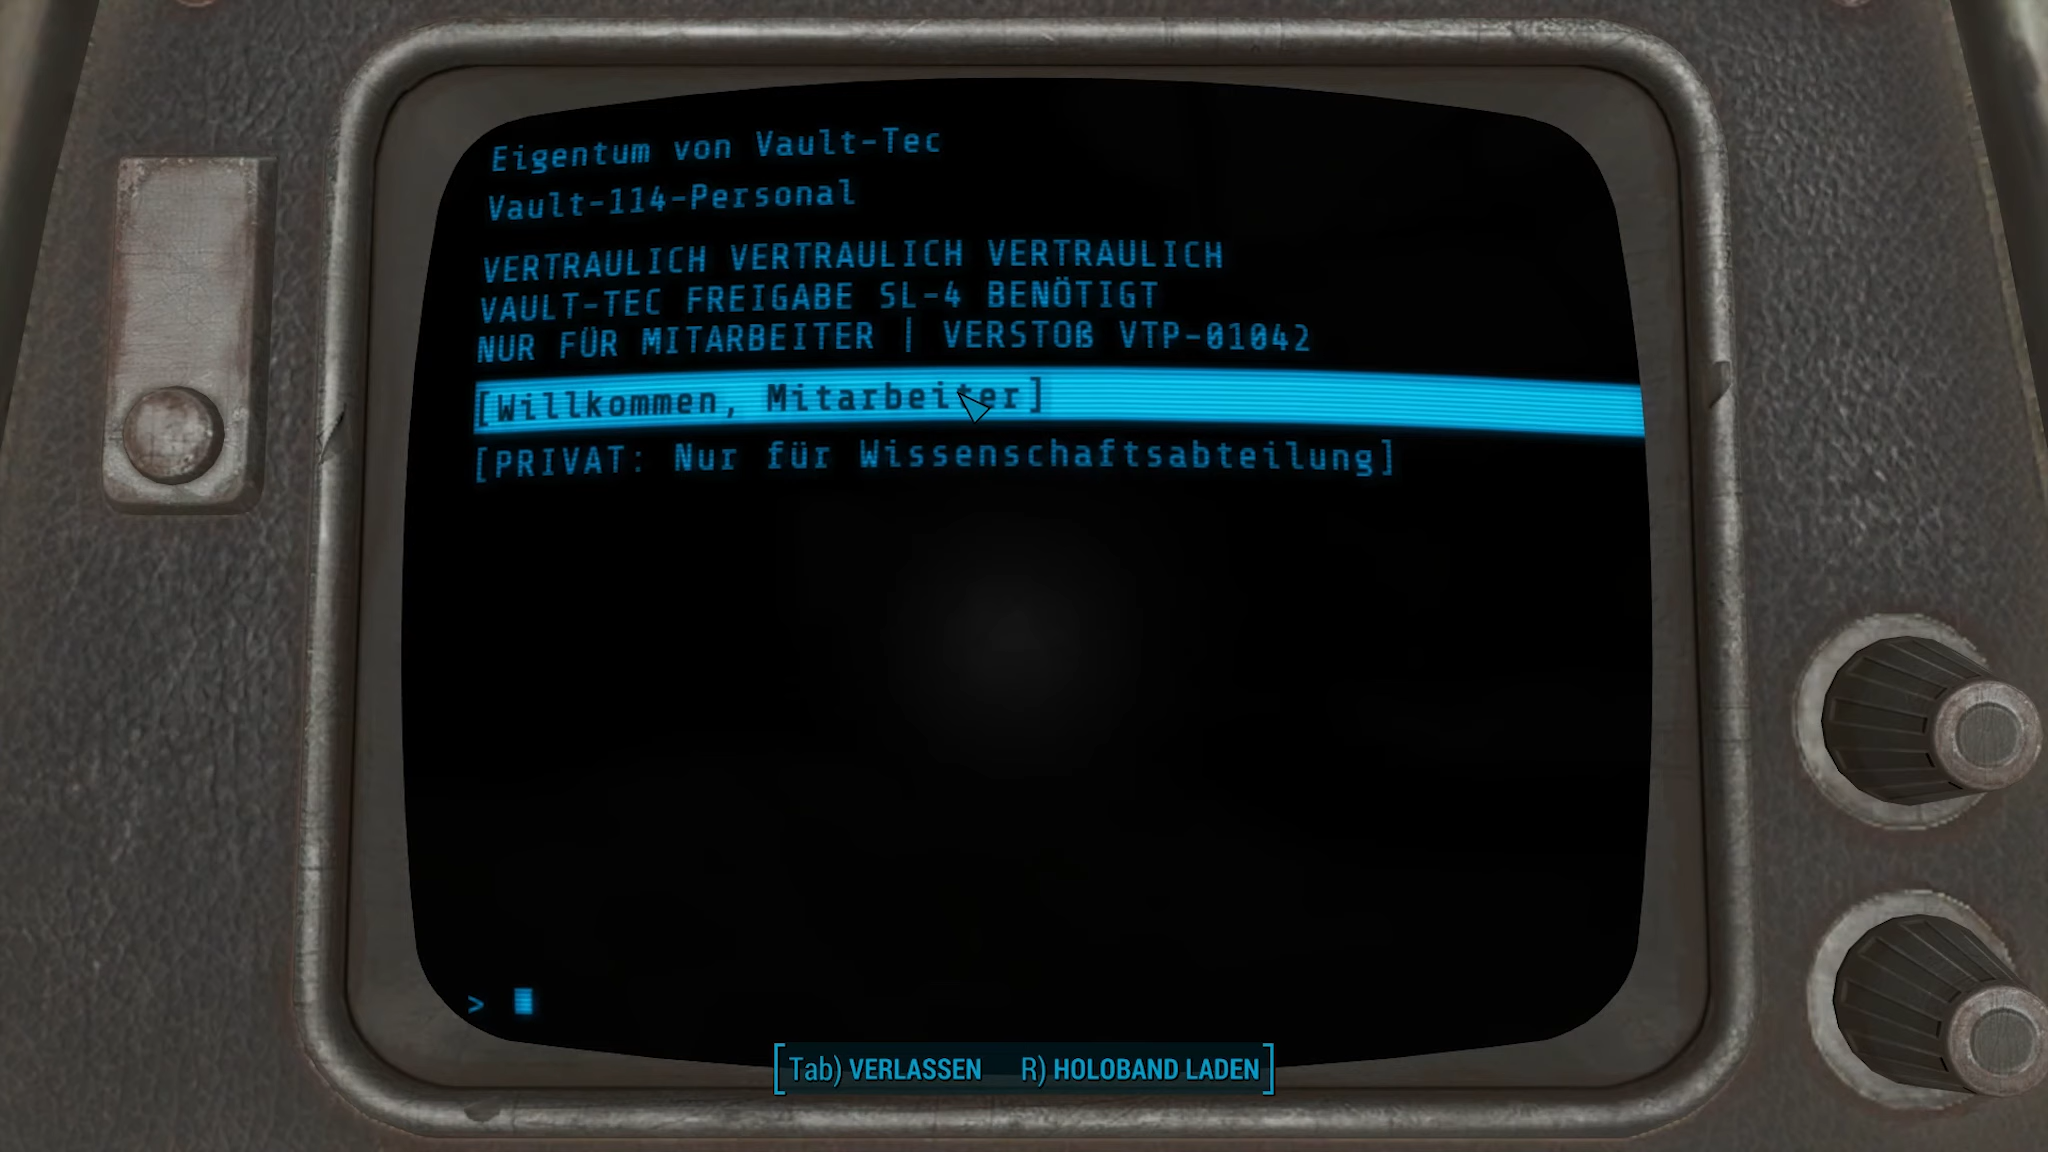 Eigentum von Vault-Tec
Vault-114-Personal
VERTRAULICH VERTRAULICH VERTRAULICH
VAULT-TEC FREIGABE SL-4 BENÖTIGT
NUR FÜR MITARBEITER | VERSTOß VTP-01042
[Willkommen, Mitarbeiter]
[PRIVAT: Nur für Wissenschaftsabteilung]
>
Tab) VERLASSEN R) HOLOBAND LADEN